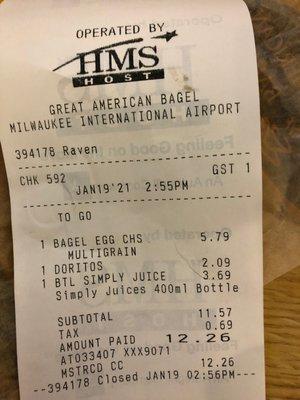 OPERATED BY
HMS
HOST
GREAT AMERICAN BAGEL
MILWAUKEE INTERNATIONAL AIRPORT
394178 Raven
CHK 592 GST 1
JAN19'21 2:55PM
TO GO
1 BAGEL EGG CHS 5.79
MULTIGRAIN
1 DORITOS 2.09
1 BTL SIMPLY JUICE 3.69
Simply Juices 400ml Bottle
SUBTOTAL 11.57
TAX 0.69
AMOUNT PAID 12.26
AT033407 XXX9071
MSTRCD CC 12.26
--394178 Closed JAN19 02:56PM---